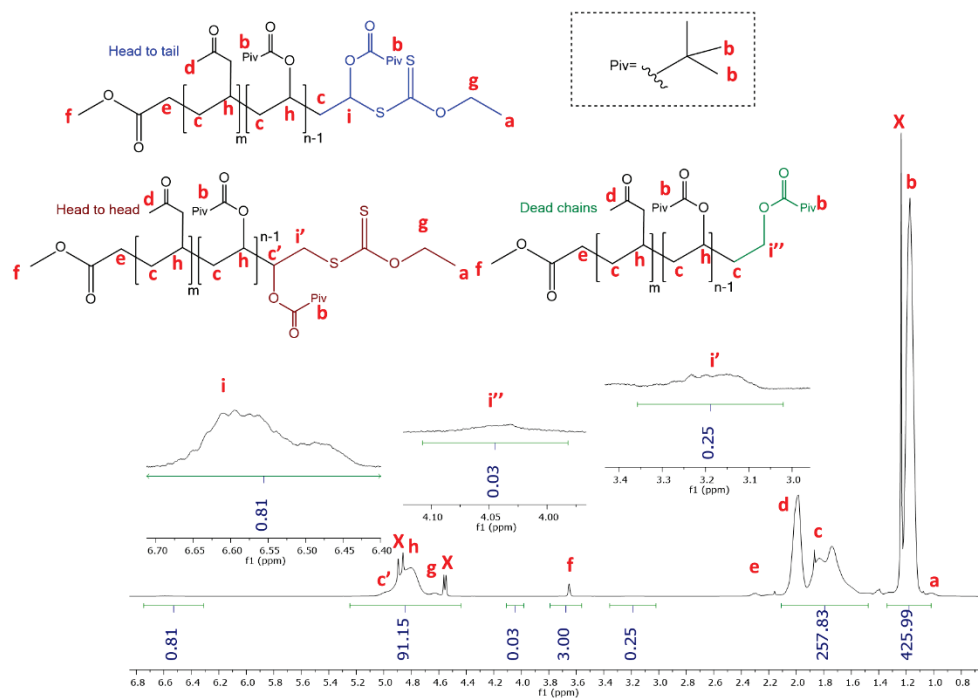 Head to tail
b
O
Piv
O
d
O
b
Piv
O
O
S
g
f
O
O
e
c
h
m
c
h
n-1
c
i
S
O
a
Piv=
b
b
Head to head
d
O
b
O
Piv
O
n-1
i'
S
g
f
O
O
e
c
h
m
c
h
c'
S
O
a
O
Piv
O
b
Dead chains
d
O
b
O
Piv
O
O
Piv
b
O
f
O
O
e
c
h
m
c
h
n-1
c
i''
X
b
i
0.81
6.70 6.65 6.60 6.55 6.50 6.45 6.40
f1 (ppm)
i''
0.03
4.10 4.05 4.00
f1 (ppm)
i'
0.25
3.4 3.3 3.2 3.1 3.0
f1 (ppm)
c' X h g X f e d c a
0.81 91.15 0.03 3.00 0.25 257.83 425.99
6.8 6.6 6.4 6.2 6.0 5.8 5.6 5.4 5.2 5.0 4.8 4.6 4.4 4.2 4.0 3.8 3.6 3.4 3.2 3.0 2.8 2.6 2.4 2.2 2.0 1.8 1.6 1.4 1.2 1.0 0.8
f1 (ppm)